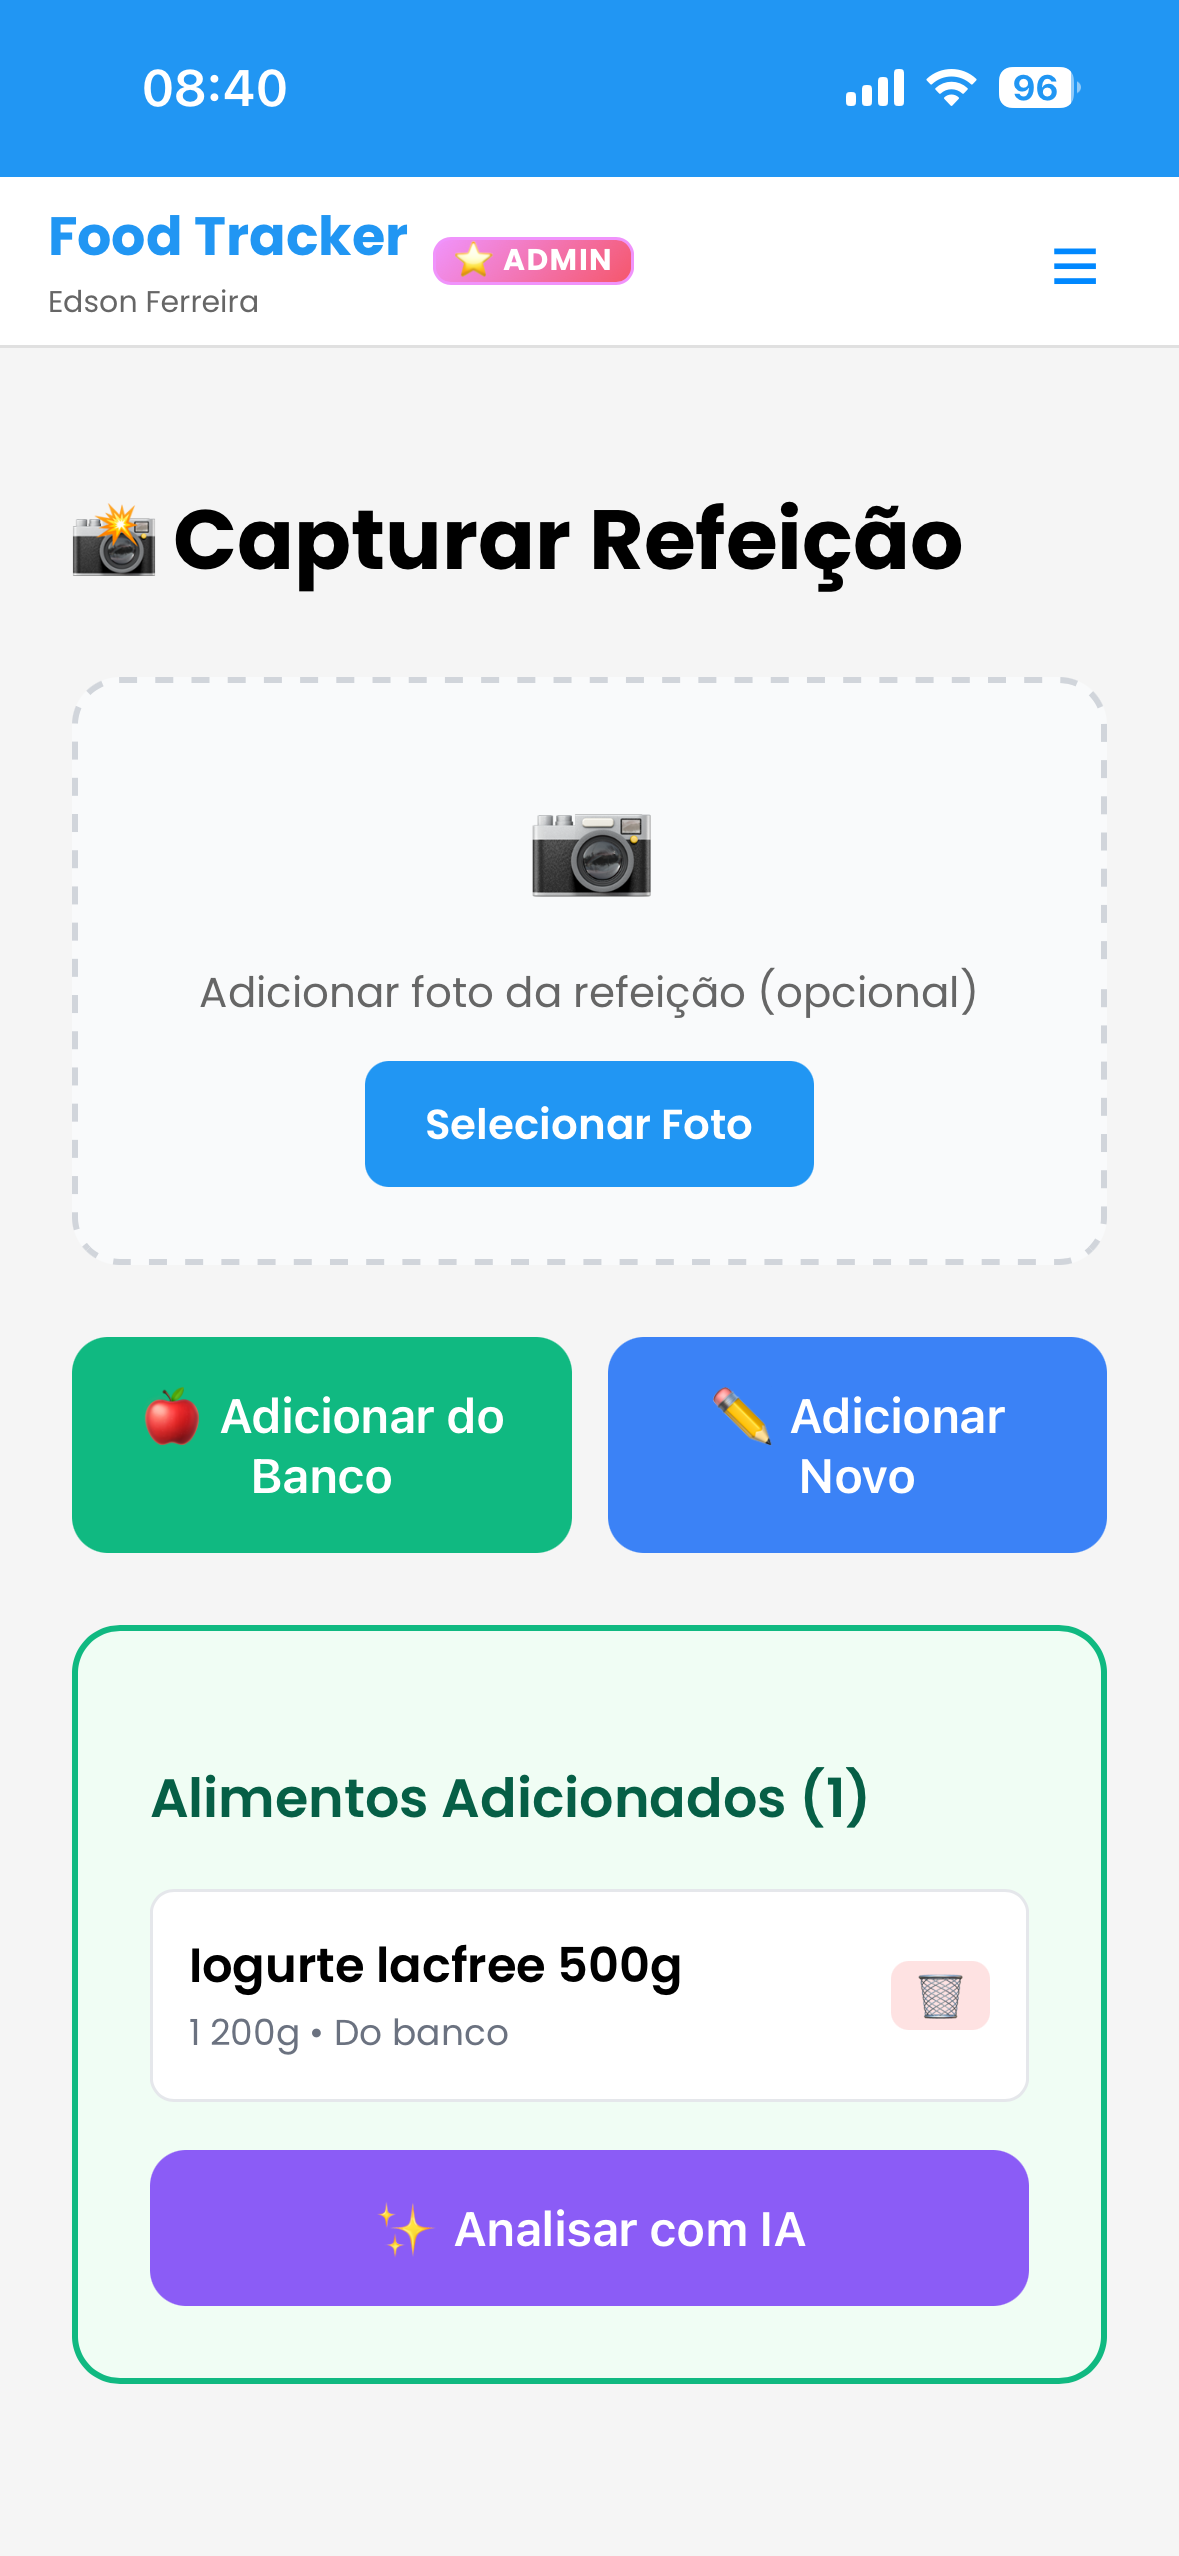 08:40
96
Food Tracker
ADMIN
Edson Ferreira
Capturar Refeição
Adicionar foto da refeição (opcional)
Selecionar Foto
Adicionar do
Banco
Adicionar
Novo
Alimentos Adicionados (1)
Iogurte lacfree 500g
1 200g • Do banco
Analisar com IA